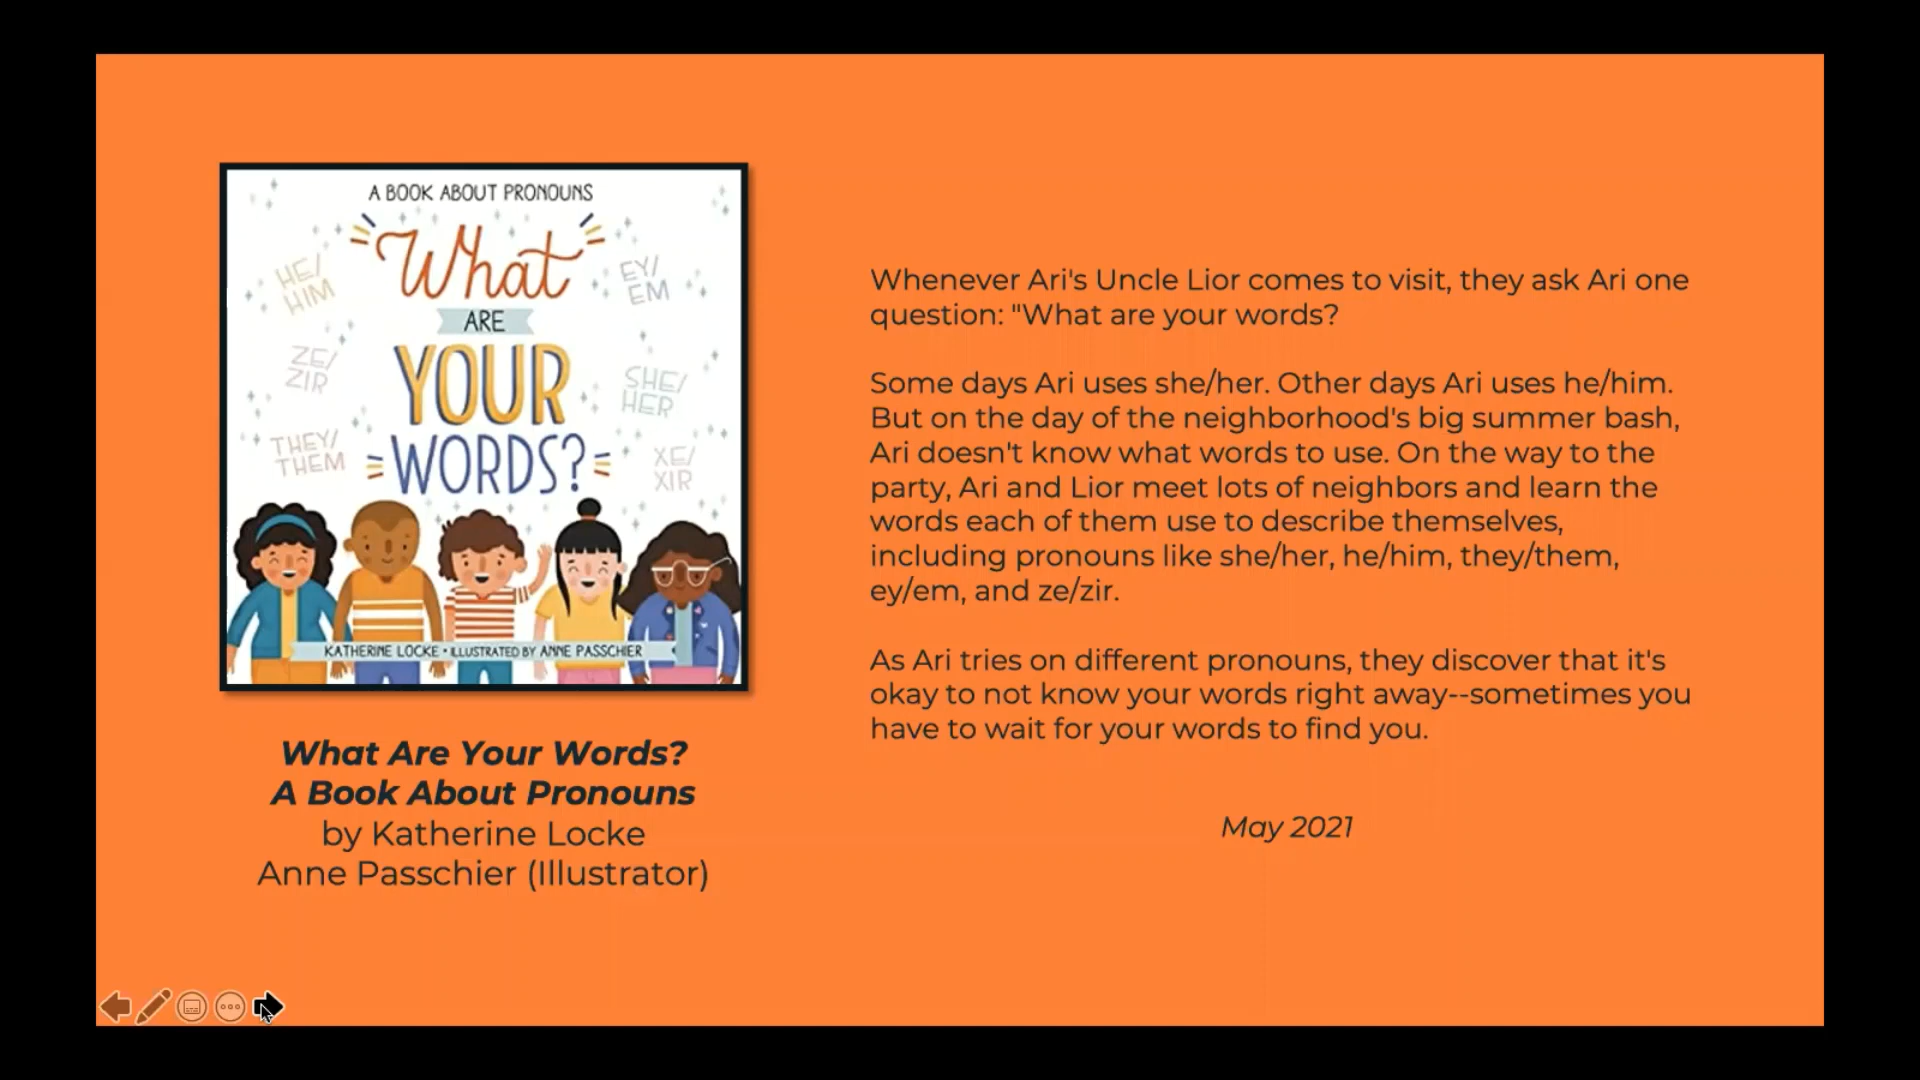 A BOOK ABOUT PRONOUNS
What
ARE
YOUR
WORDS?
HE/
HIM
EY/
EM
ZE/
ZIR
SHE/
HER
THEY/
THEM
XE/
XIR
KATHERINE LOCKE • ILLUSTRATED BY ANNE PASSCHIER
What Are Your Words?
A Book About Pronouns
by Katherine Locke
Anne Passchier (Illustrator)
Whenever Ari's Uncle Lior comes to visit, they ask Ari one
question: "What are your words?
Some days Ari uses she/her. Other days Ari uses he/him.
But on the day of the neighborhood's big summer bash,
Ari doesn't know what words to use. On the way to the
party, Ari and Lior meet lots of neighbors and learn the
words each of them use to describe themselves,
including pronouns like she/her, he/him, they/them,
ey/em, and ze/zir.
As Ari tries on different pronouns, they discover that it's
okay to not know your words right away--sometimes you
have to wait for your words to find you.
May 2021